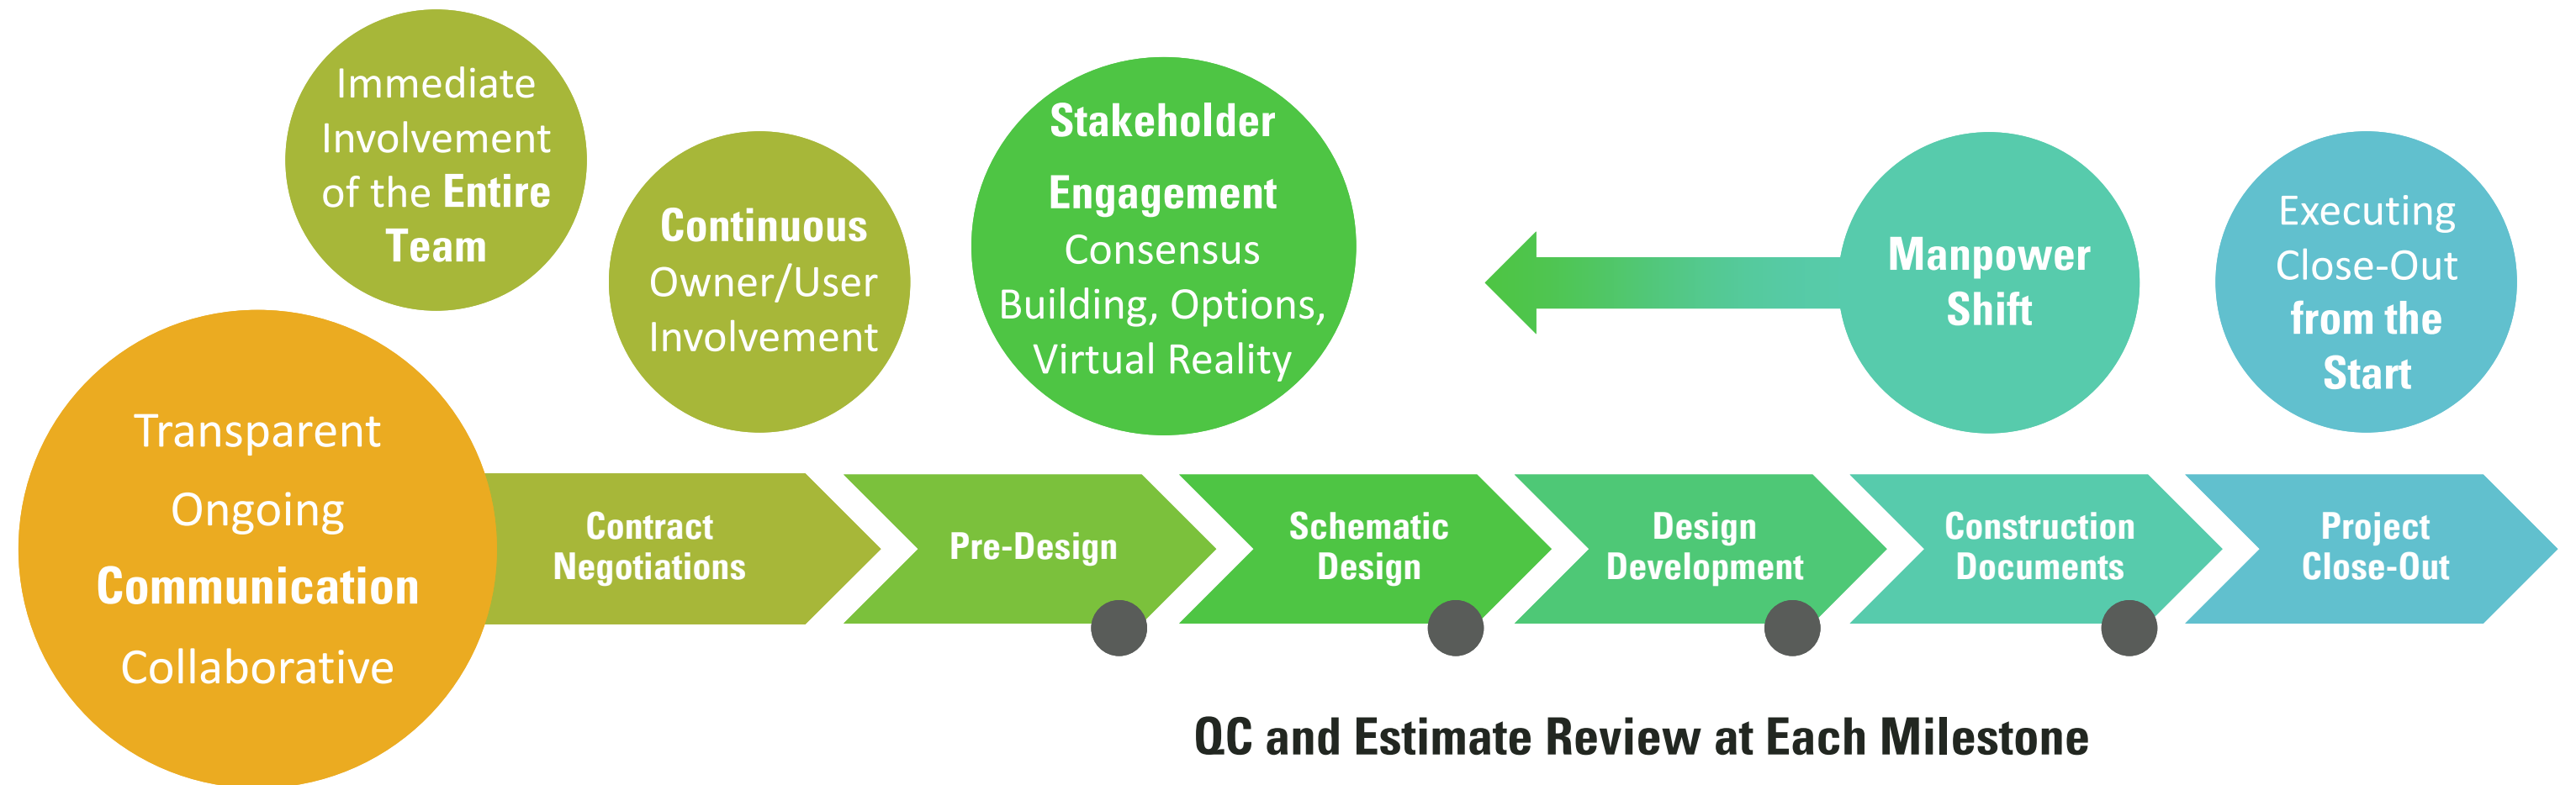 Immediate
Involvement
of the Entire
Team
Continuous
Owner/User
Involvement
Stakeholder
Engagement
Consensus
Building, Options,
Virtual Reality
Manpower
Shift
Executing
Close-Out
from the
Start
Transparent
Ongoing
Communication
Collaborative
Contract
Negotiations
Pre-Design
Schematic
Design
Design
Development
Construction
Documents
Project
Close-Out
QC and Estimate Review at Each Milestone